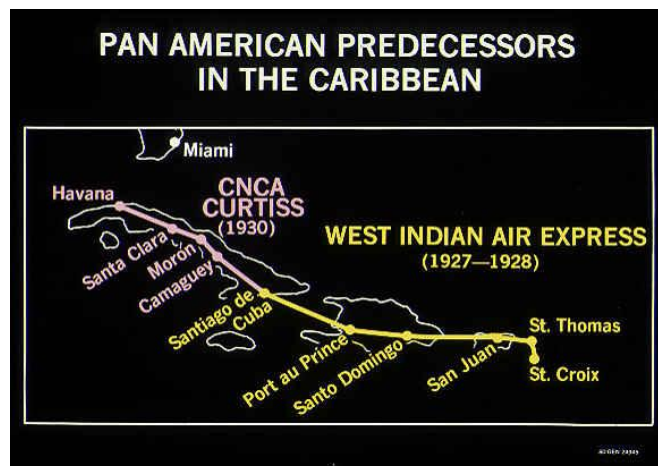 PAN AMERICAN PREDECESSORS
IN THE CARIBBEAN
Miami
Havana
CNCA
CURTISS
(1930)
Santa Clara
Morón
Camaguey
WEST INDIAN AIR EXPRESS
(1927—1928)
Santiago de
Cuba
Port au Prince
Santo Domingo
San Juan
St. Thomas
St. Croix